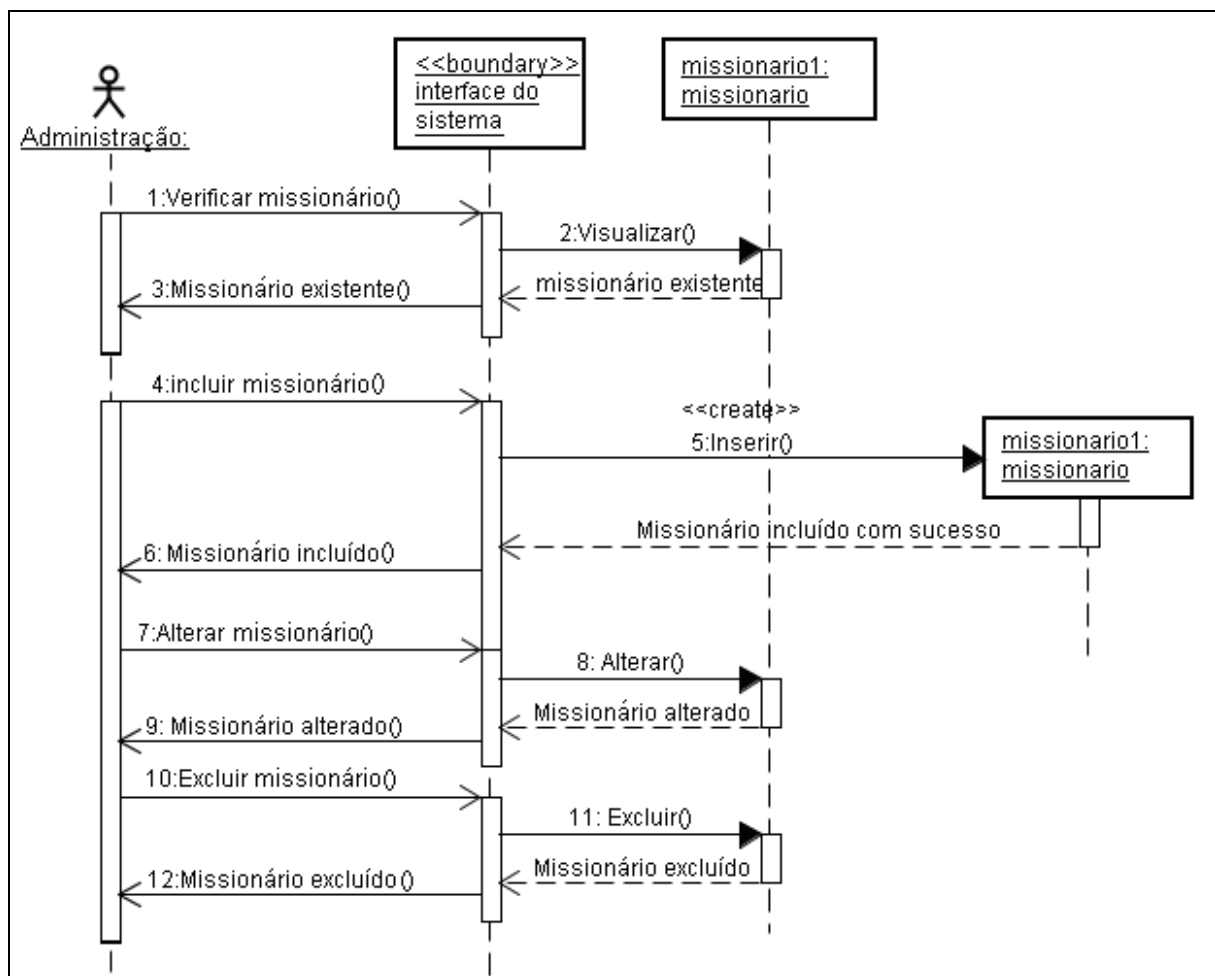 <<boundary>>
interface do
sistema
missionario1:
missionario
Administração:
1:Verificar missionário()
2:Visualizar()
missionário existente
3:Missionário existente()
4:incluir missionário()
<<create>>
5:Inserir()
missionario1:
missionario
Missionário incluído com sucesso
6: Missionário incluído()
7:Alterar missionário()
8: Alterar()
Missionário alterado
9: Missionário alterado()
10:Excluir missionário()
11: Excluir()
Missionário excluído
12:Missionário excluído()